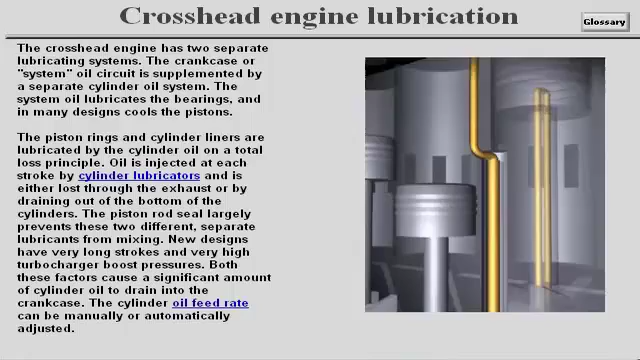 Crosshead engine lubrication
Glossary
The crosshead engine has two separate
lubricating systems. The crankcase or
"system" oil circuit is supplemented by
a separate cylinder oil system. The
system oil lubricates the bearings, and
in many designs cools the pistons.
The piston rings and cylinder liners are
lubricated by the cylinder oil on a total
loss principle. Oil is injected at each
stroke by cylinder lubricators and is
either lost through the exhaust or by
draining out of the bottom of the
cylinders. The piston rod seal largely
prevents these two different, separate
lubricants from mixing. New designs
have very long strokes and very high
turbocharger boost pressures. Both
these factors cause a significant amount
of cylinder oil to drain into the
crankcase. The cylinder oil feed rate
can be manually or automatically
adjusted.